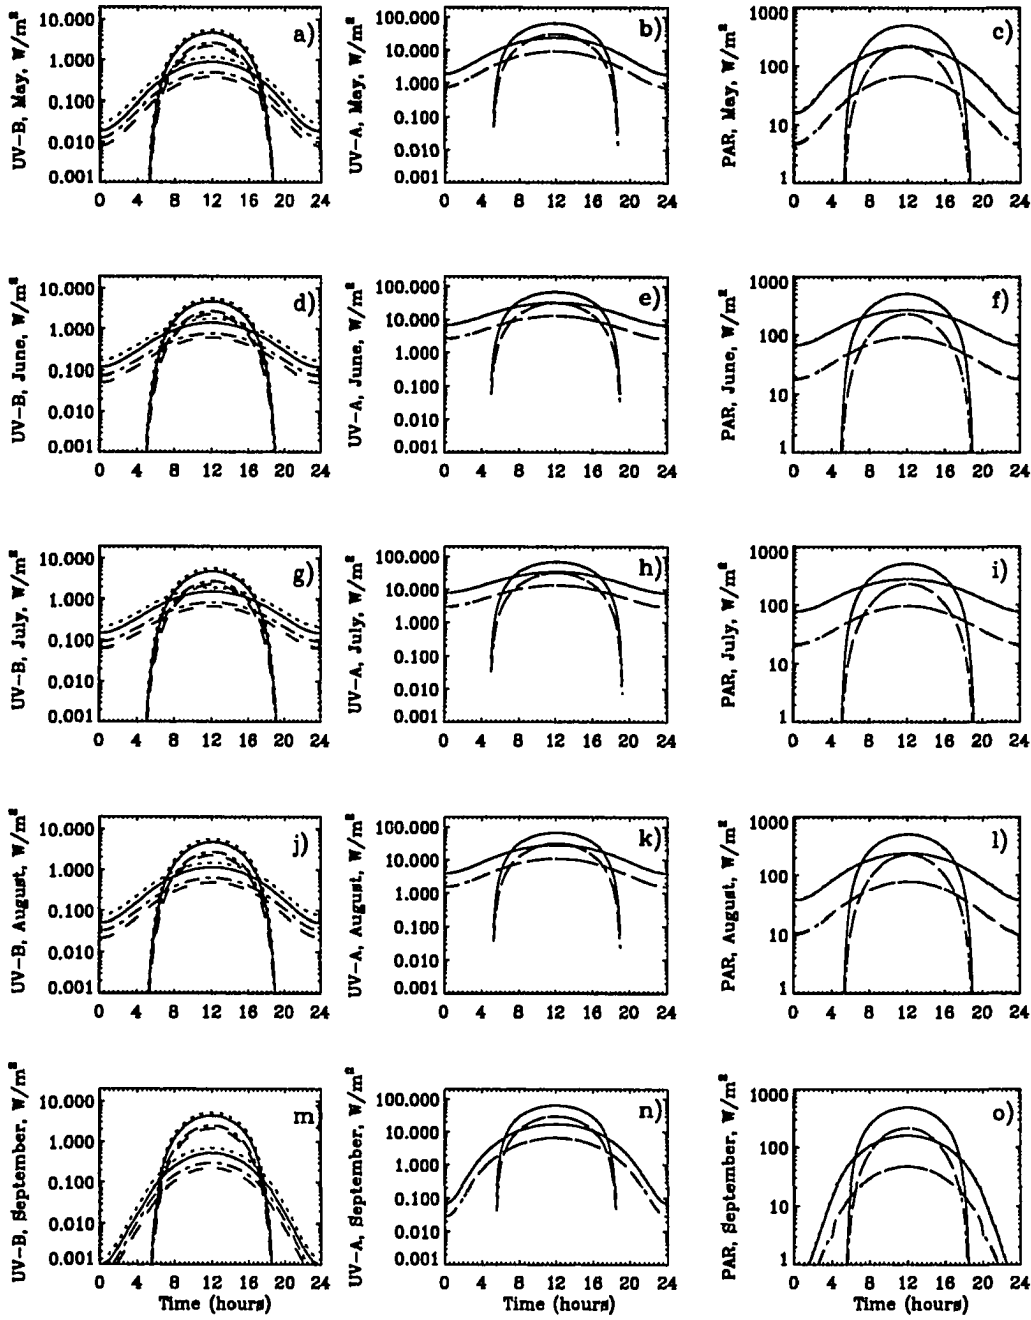 UV-B, May, W/m²
10.000
1.000
0.100
0.010
0.001
a)
0 4 8 12 16 20 24
UV-A, May, W/m²
100.000
10.000
1.000
0.100
0.010
0.001
b)
0 4 8 12 16 20 24
PAR, May, W/m²
1000
100
10
1
c)
0 4 8 12 16 20 24
UV-B, June, W/m²
10.000
1.000
0.100
0.010
0.001
d)
0 4 8 12 16 20 24
UV-A, June, W/m²
100.000
10.000
1.000
0.100
0.010
0.001
e)
0 4 8 12 16 20 24
PAR, June, W/m²
1000
100
10
1
f)
0 4 8 12 16 20 24
UV-B, July, W/m²
10.000
1.000
0.100
0.010
0.001
g)
0 4 8 12 16 20 24
UV-A, July, W/m²
100.000
10.000
1.000
0.100
0.010
0.001
h)
0 4 8 12 16 20 24
PAR, July, W/m²
1000
100
10
1
i)
0 4 8 12 16 20 24
UV-B, August, W/m²
10.000
1.000
0.100
0.010
0.001
j)
0 4 8 12 16 20 24
UV-A, August, W/m²
100.000
10.000
1.000
0.100
0.010
0.001
k)
0 4 8 12 16 20 24
PAR, August, W/m²
1000
100
10
1
l)
0 4 8 12 16 20 24
UV-B, September, W/m²
10.000
1.000
0.100
0.010
0.001
m)
0 4 8 12 16 20 24
Time (hours)
UV-A, September, W/m²
100.000
10.000
1.000
0.100
0.010
0.001
n)
0 4 8 12 16 20 24
Time (hours)
PAR, September, W/m²
1000
100
10
1
o)
0 4 8 12 16 20 24
Time (hours)